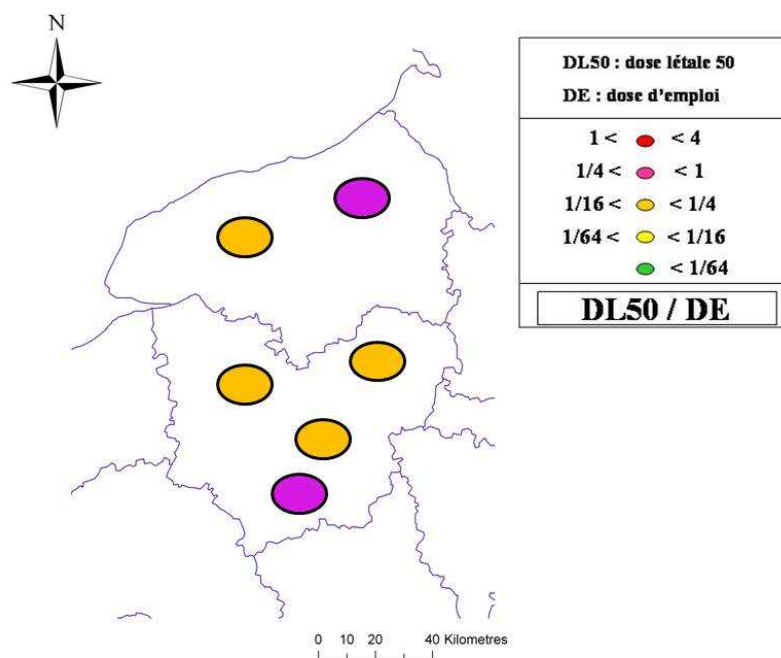 N
DL50 : dose létale 50
DE : dose d'emploi
1 < < 4
1/4 < < 1
1/16 < < 1/4
1/64 < < 1/16
< 1/64
DL50 / DE
0 10 20 40 Kilometres